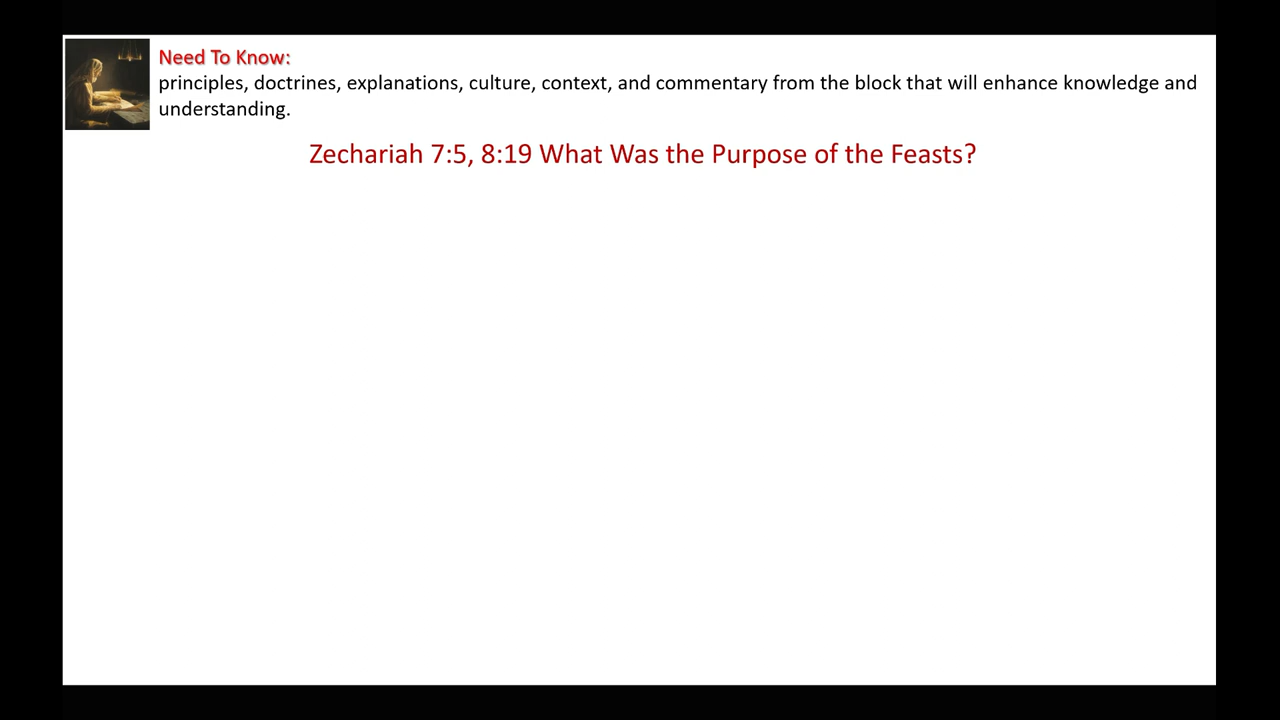 Need To Know:
principles, doctrines, explanations, culture, context, and commentary from the block that will enhance knowledge and
understanding.
Zechariah 7:5, 8:19 What Was the Purpose of the Feasts?